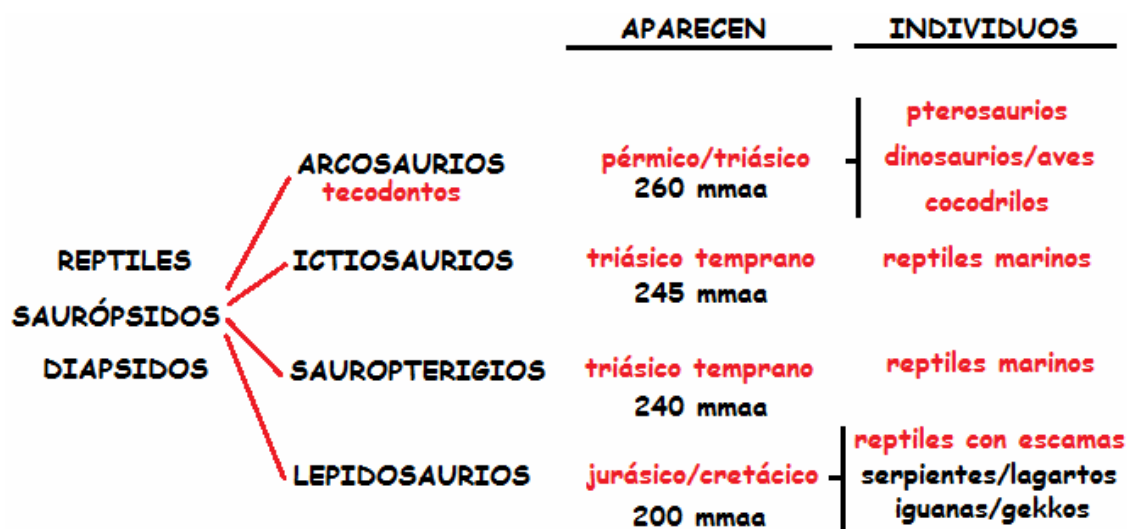 APARECEN INDIVIDUOS
pterosaurios
ARCOSAURIOS pérmico/triásico dinosaurios/aves
tecodontos 260 mmaa
cocodrilos
REPTILES ICTIOSAURIOS triásico temprano reptiles marinos
245 mmaa
SAURÓPSIDOS
DIAPSIDOS SAUROPTERIGIOS triásico temprano reptiles marinos
240 mmaa
reptiles con escamas
LEPIDOSAURIOS jurásico/cretácico serpientes/lagartos
200 mmaa iguanas/gekkos